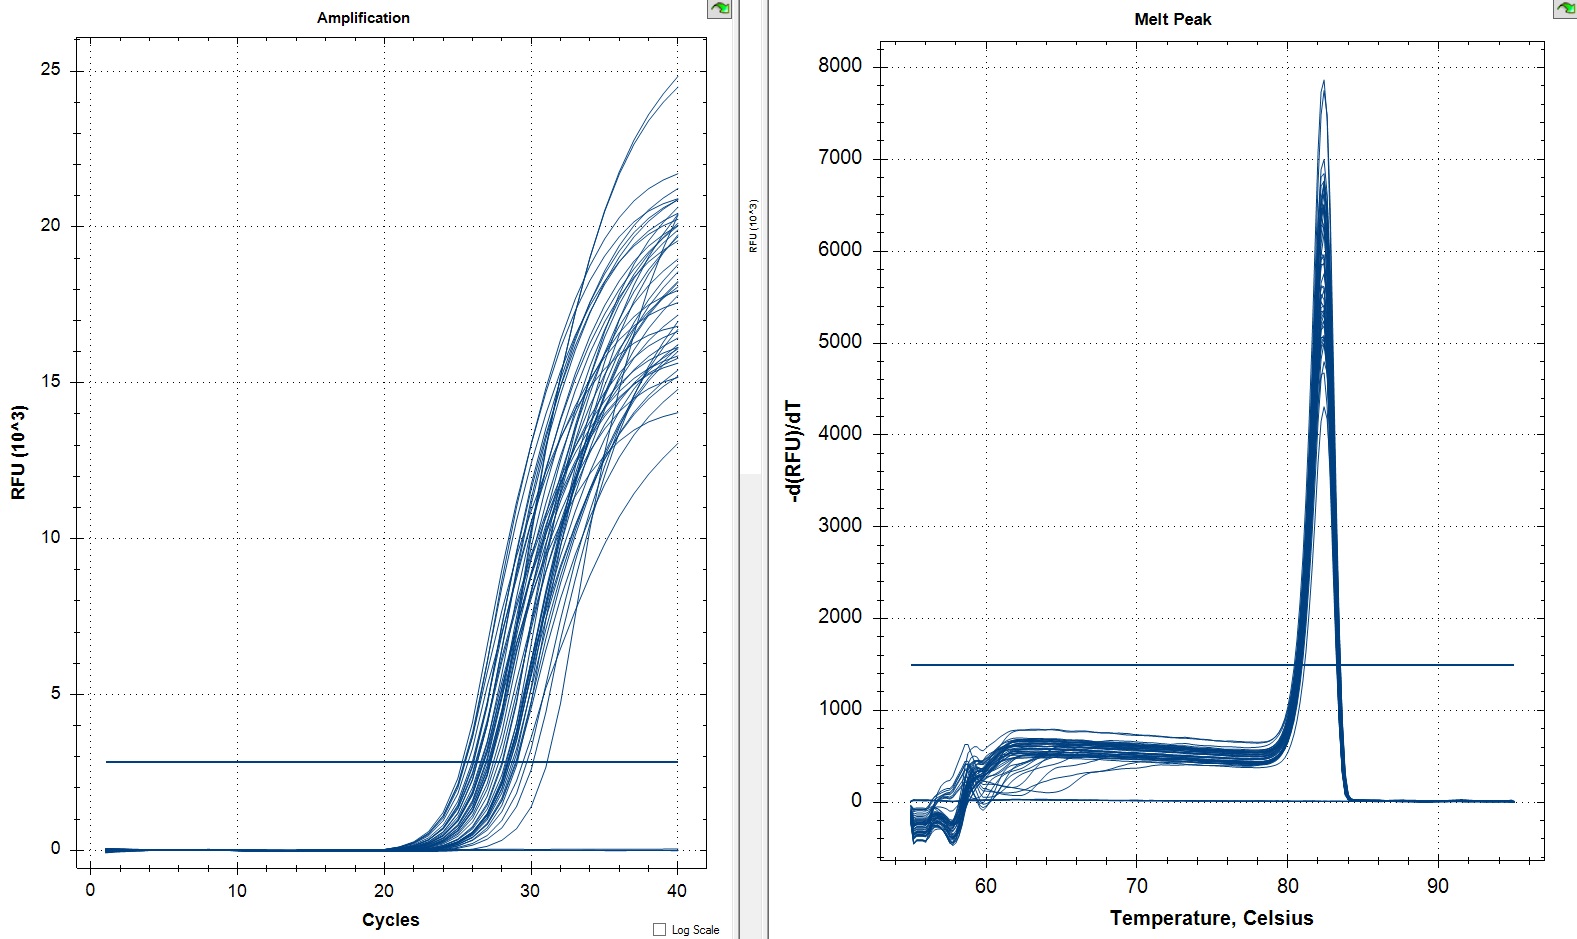 Amplification
25
20
15
10
5
0
RFU (10^3)
0 10 20 30 40
Cycles
Log Scale
RFU (10^3)
Melt Peak
8000
7000
6000
5000
4000
3000
2000
1000
0
-d(RFU)/dT
60 70 80 90
Temperature, Celsius